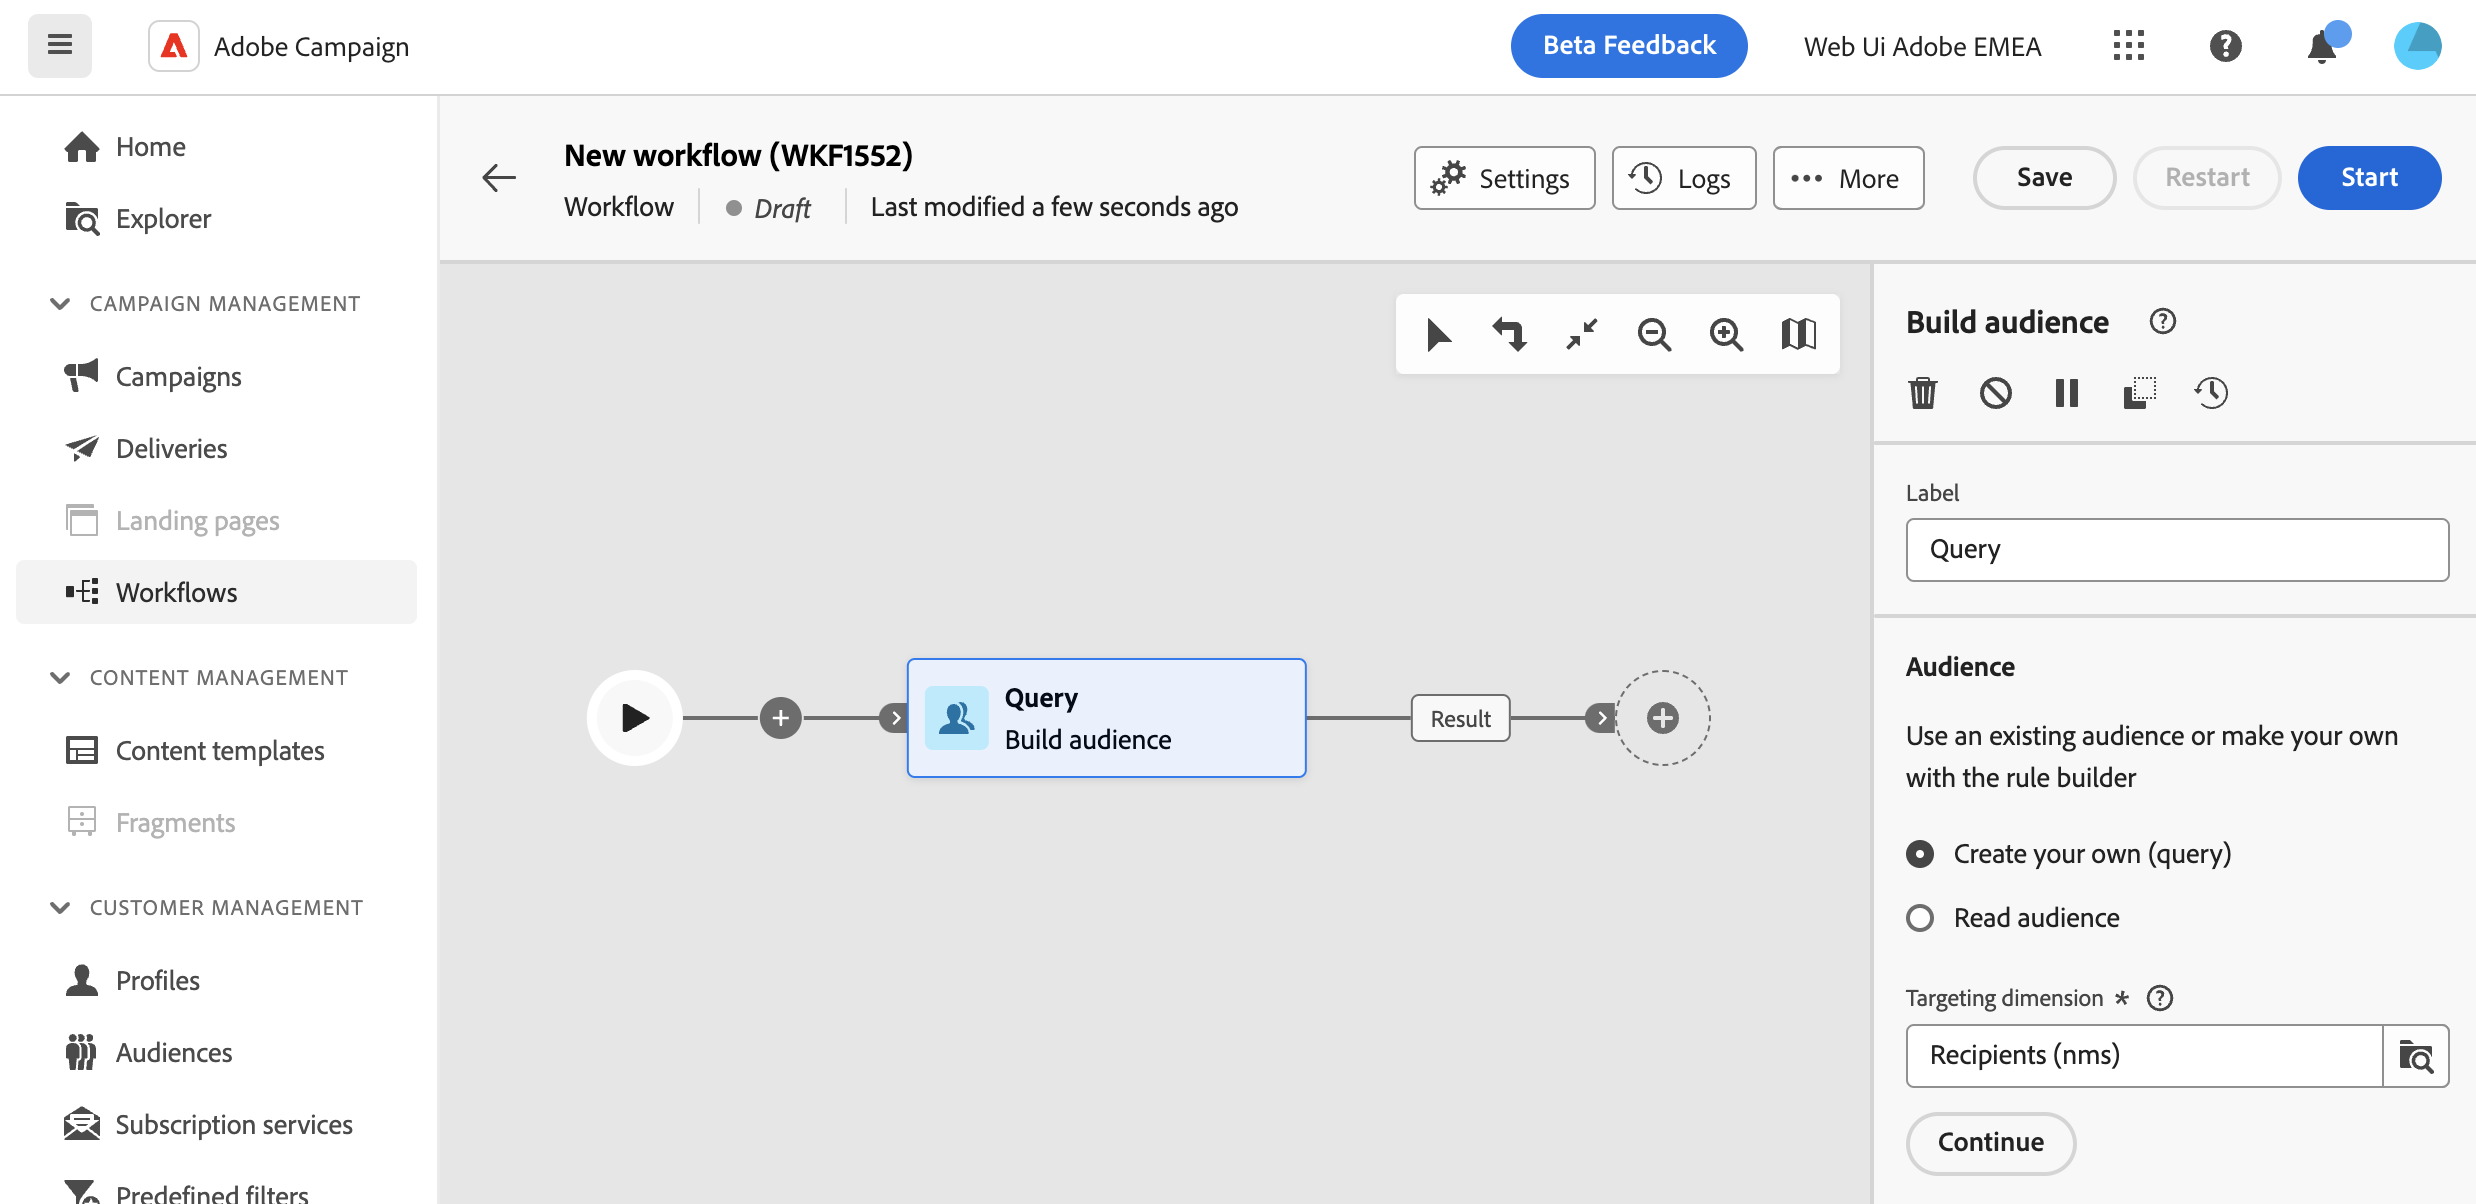 Adobe Campaign
Beta Feedback
Web Ui Adobe EMEA
Home
Explorer
CAMPAIGN MANAGEMENT
Campaigns
Deliveries
Landing pages
Workflows
CONTENT MANAGEMENT
Content templates
Fragments
CUSTOMER MANAGEMENT
Profiles
Audiences
Subscription services
Predefined filters
New workflow (WKF1552)
Workflow
Draft
Last modified a few seconds ago
Settings
Logs
More
Save
Restart
Start
Query
Build audience
Result
Build audience
Label
Query
Audience
Use an existing audience or make your own
with the rule builder
Create your own (query)
Read audience
Targeting dimension *
Recipients (nms)
Continue